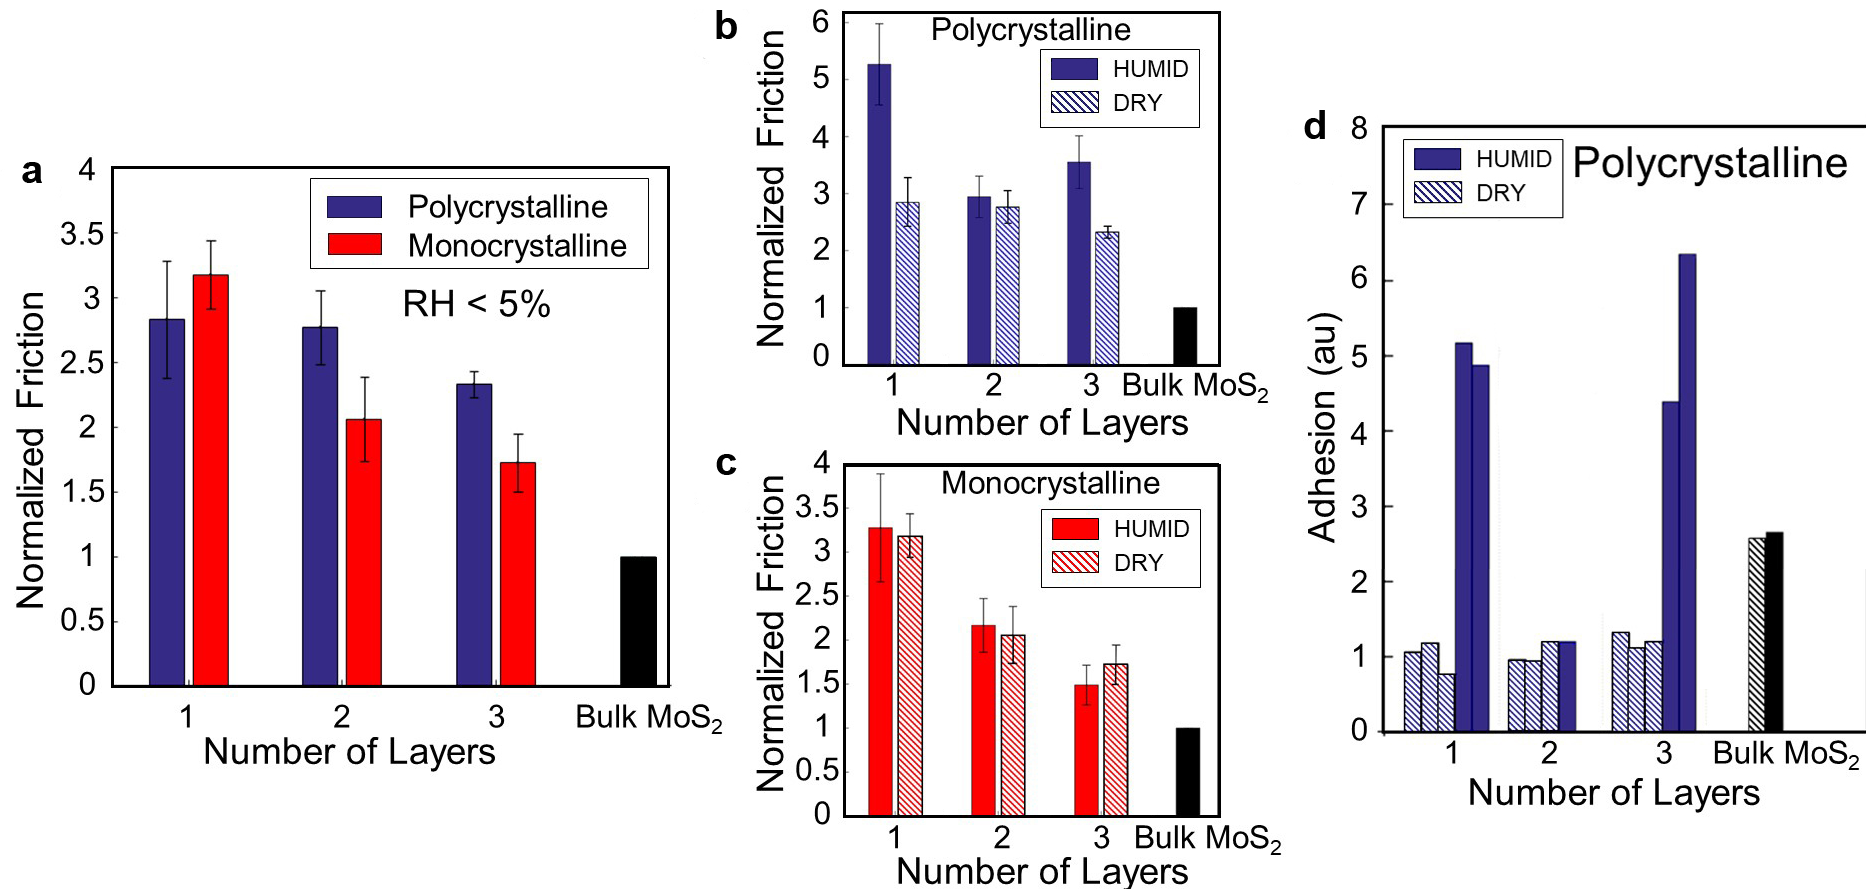 a
4
3.5
3
2.5
2
1.5
1
0.5
0
Normalized Friction
Polycrystalline
Monocrystalline
RH < 5%
1 2 3 Bulk MoS₂
Number of Layers
b
6
5
4
3
2
1
0
Normalized Friction
Polycrystalline
HUMID
DRY
1 2 3 Bulk MoS₂
Number of Layers
c
4
3.5
3
2.5
2
1.5
1
0.5
0
Normalized Friction
Monocrystalline
HUMID
DRY
1 2 3 Bulk MoS₂
Number of Layers
d
8
7
6
5
4
3
2
1
0
Adhesion (au)
HUMID
DRY
Polycrystalline
1 2 3 Bulk MoS₂
Number of Layers